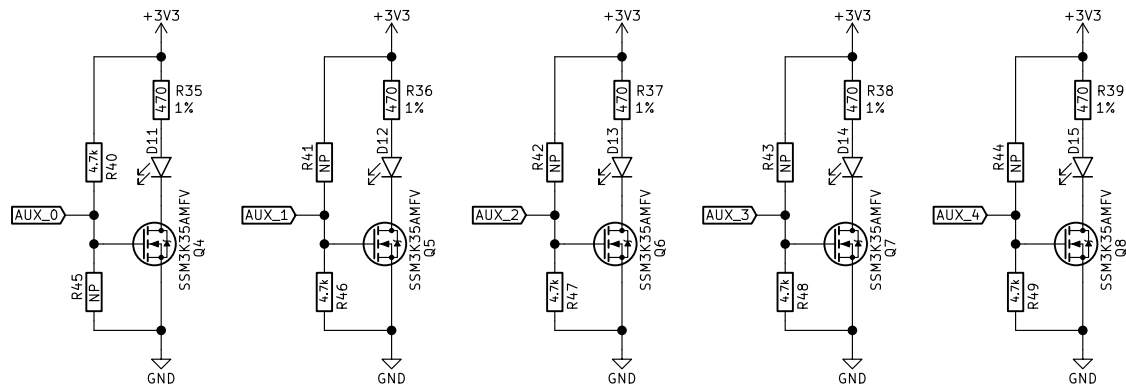 +3V3
470
R35
1%
D11
4.7k
R40
AUX_0
SSM3K35AMFV
Q4
R45
NP
GND
+3V3
470
R36
1%
D12
R41
NP
AUX_1
SSM3K35AMFV
Q5
4.7k
R46
GND
+3V3
470
R37
1%
D13
R42
NP
AUX_2
SSM3K35AMFV
Q6
4.7k
R47
GND
+3V3
470
R38
1%
D14
R43
NP
AUX_3
SSM3K35AMFV
Q7
4.7k
R48
GND
+3V3
470
R39
1%
D15
R44
NP
AUX_4
SSM3K35AMFV
Q8
4.7k
R49
GND